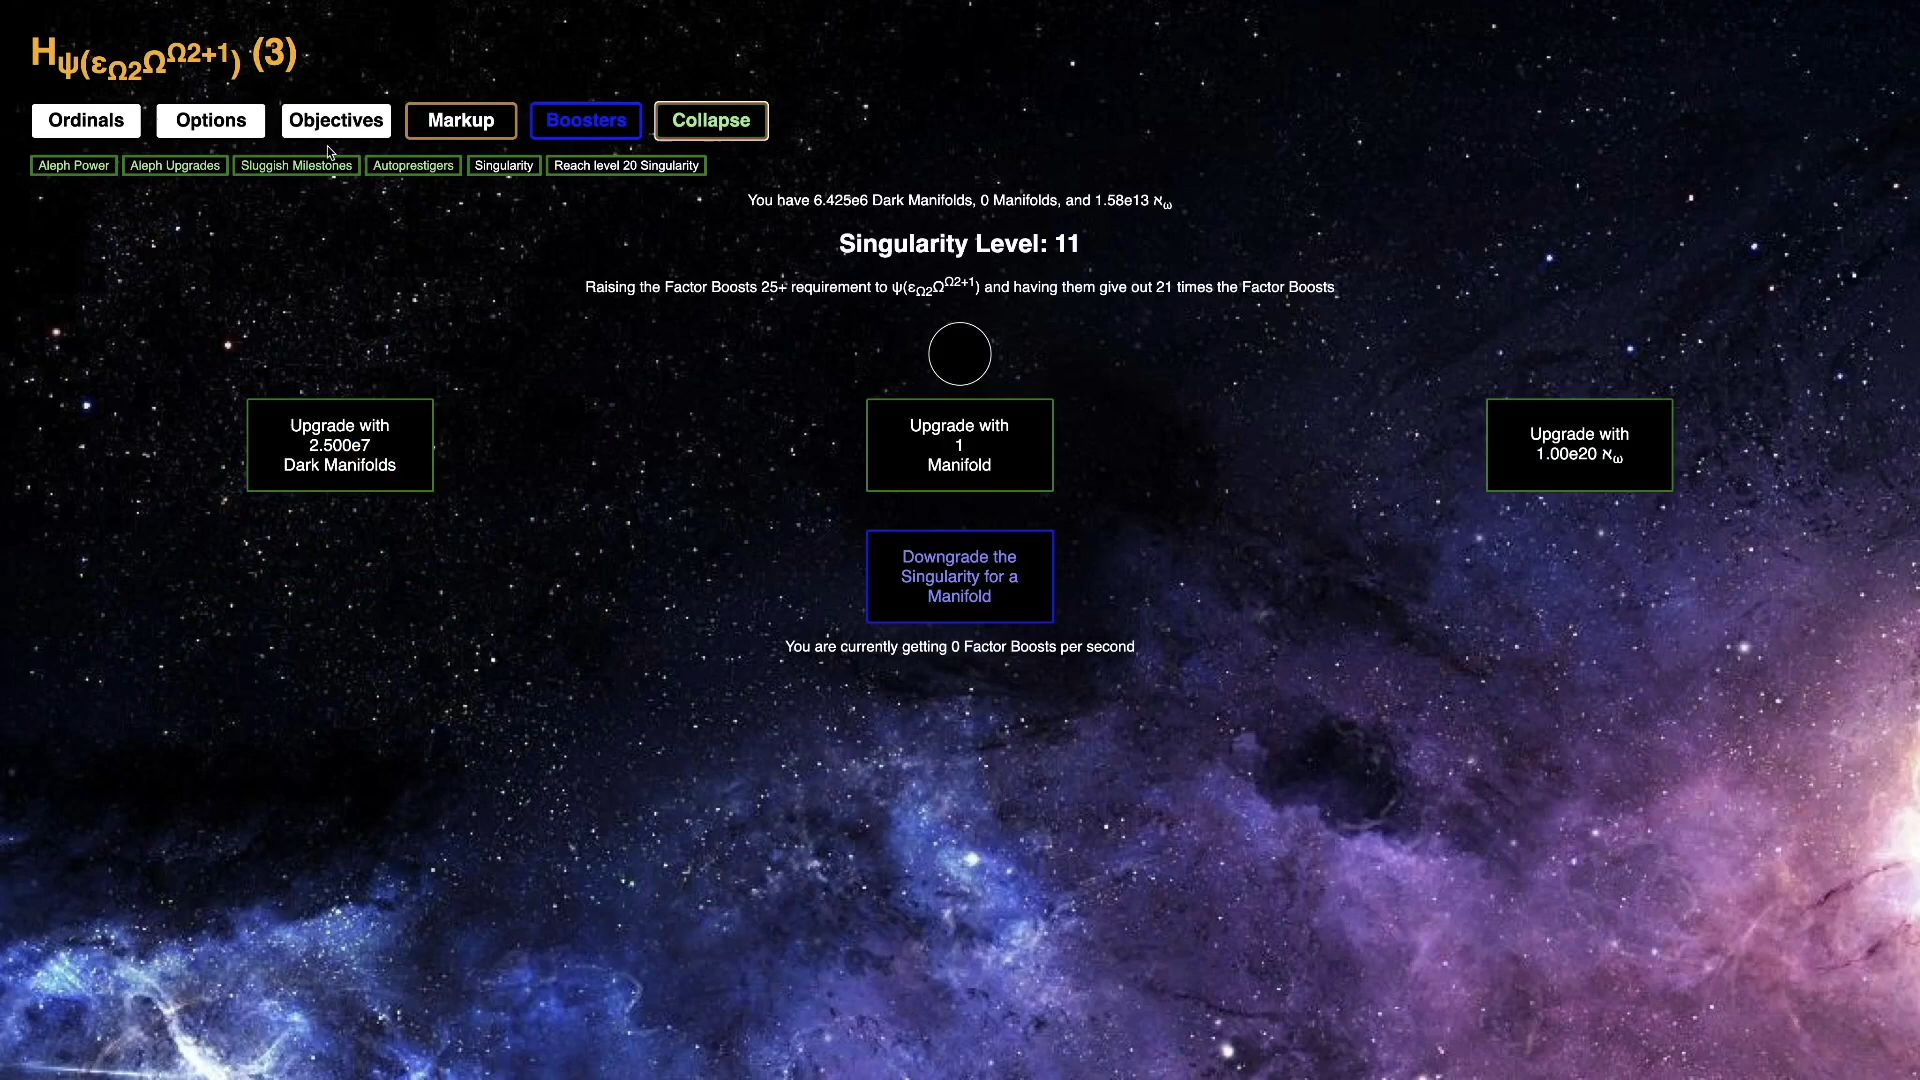 Hψ(εΩ2Ω^Ω2+1) (3)
Ordinals Options Objectives Markup Boosters Collapse
Aleph Power Aleph Upgrades Sluggish Milestones Autoprestigers Singularity Reach level 20 Singularity
You have 6.425e6 Dark Manifolds, 0 Manifolds, and 1.58e13 ℵω
Singularity Level: 11
Raising the Factor Boosts 25+ requirement to ψ(εΩ2Ω^Ω2+1) and having them give out 21 times the Factor Boosts
Upgrade with
2.500e7
Dark Manifolds
Upgrade with
1
Manifold
Upgrade with
1.00e20 ℵω
Downgrade the
Singularity for a
Manifold
You are currently getting 0 Factor Boosts per second